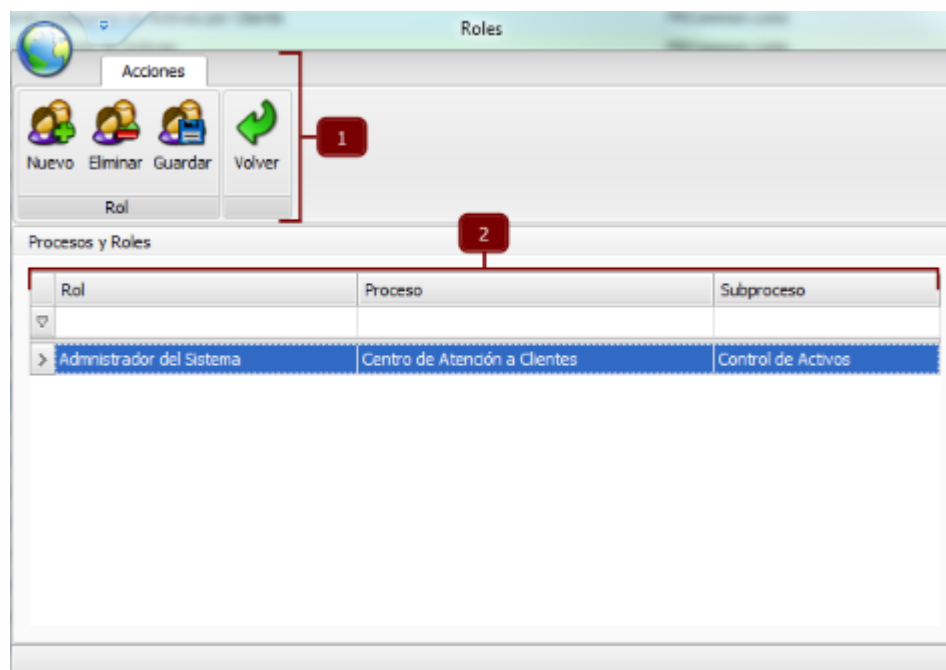 Roles
Acciones
1
Nuevo Eliminar Guardar Volver
Rol
Procesos y Roles
2
Rol Proceso Subproceso
Admnistrador del Sistema Centro de Atención a Clientes Control de Activos